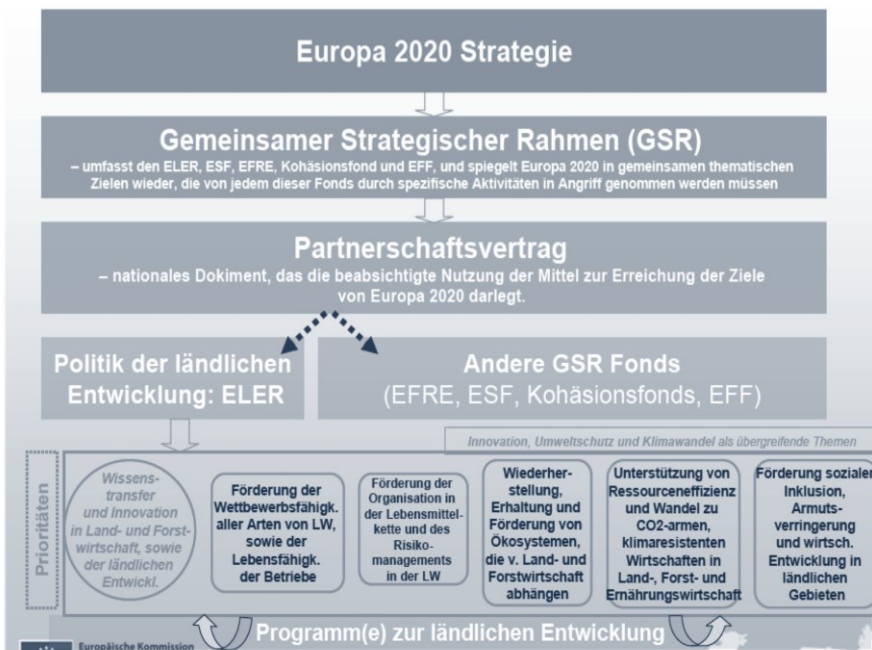 Europa 2020 Strategie
Gemeinsamer Strategischer Rahmen (GSR)
– umfasst den ELER, ESF, EFRE, Kohäsionsfond und EFF, und spiegelt Europa 2020 in gemeinsamen thematischen
Zielen wieder, die von jedem dieser Fonds durch spezifische Aktivitäten in Angriff genommen werden müssen
Partnerschaftsvertrag
– nationales Dokiment, das die beabsichtigte Nutzung der Mittel zur Erreichung der Ziele
von Europa 2020 darlegt.
Politik der ländlichen
Entwicklung: ELER
Andere GSR Fonds
(EFRE, ESF, Kohäsionsfonds, EFF)
Innovation, Umweltschutz und Klimawandel als übergreifende Themen
Prioritäten
Wissens-
transfer
und Innovation
in Land- und Forst-
wirtschaft, sowie
der ländlichen
Entwickl.
Förderung der
Wettbewerbsfähigk.
aller Arten von LW,
sowie der
Lebensfähigk.
der Betriebe
Förderung der
Organisation in
der Lebensmittel-
kette und des
Risiko-
managements
in der LW
Wiederher-
stellung,
Erhaltung und
Förderung von
Ökosystemen,
die v. Land- und
Forstwirtschaft
abhängen
Unterstützung von
Ressourceneffizienz
und Wandel zu
CO2-armen,
klimaresistenten
Wirtschaften in
Land-, Forst- und
Ernährungswirtschaft
Förderung sozialer
Inklusion,
Armuts-
verringerung
und wirtsch.
Entwicklung in
ländlichen
Gebieten
Programm(e) zur ländlichen Entwicklung
Europäische Kommission